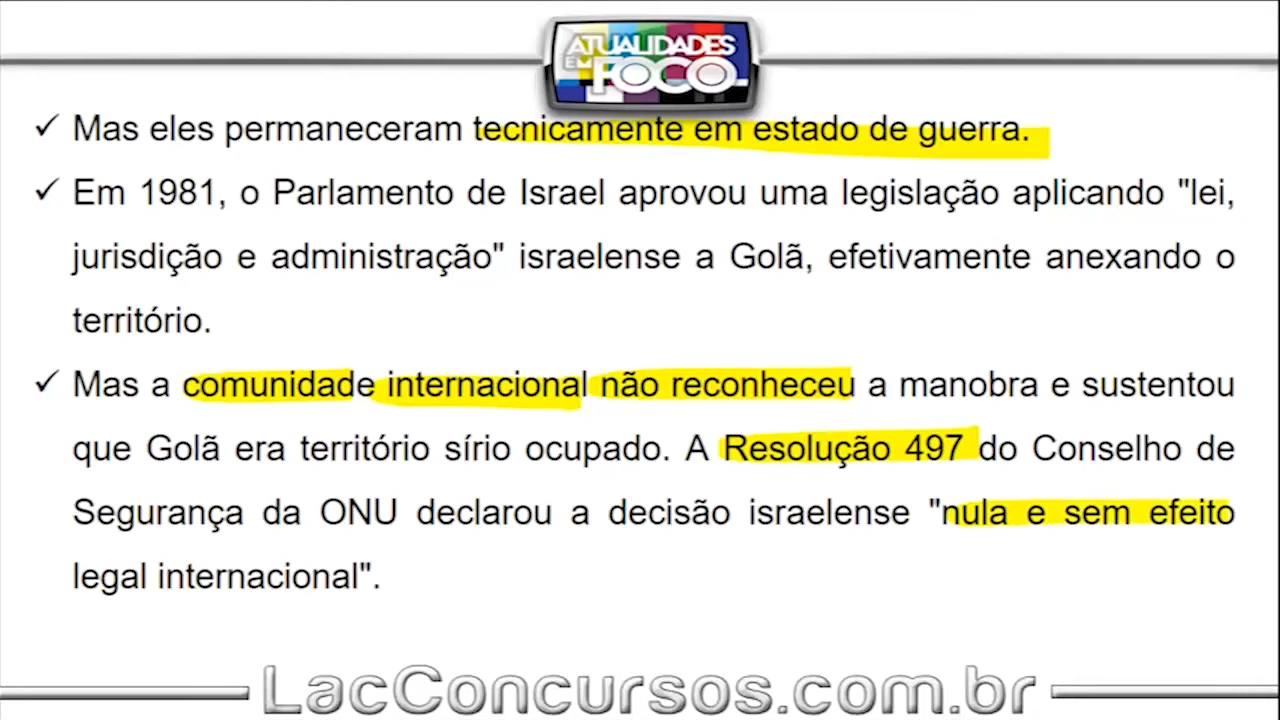 ATUALIDADES
EM FOCO
✓ Mas eles permaneceram tecnicamente em estado de guerra.
✓ Em 1981, o Parlamento de Israel aprovou uma legislação aplicando "lei,
jurisdição e administração" israelense a Golã, efetivamente anexando o
território.
✓ Mas a comunidade internacional não reconheceu a manobra e sustentou
que Golã era território sírio ocupado. A Resolução 497 do Conselho de
Segurança da ONU declarou a decisão israelense "nula e sem efeito
legal internacional".
LacConcursos.com.br